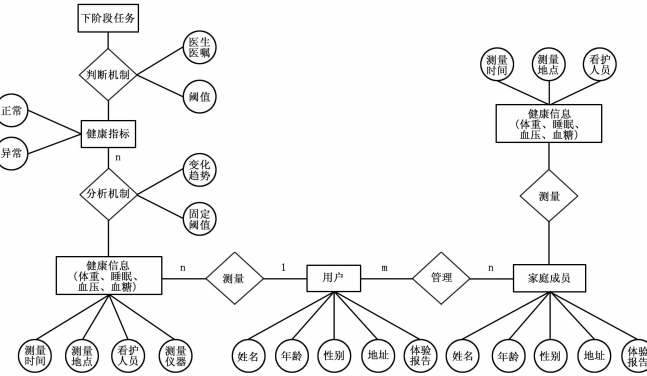 下阶段任务
判断机制
医生
医嘱
阈值
正常
异常
健康指标
n
分析机制
变化
趋势
固定
阈值
健康信息
(体重、睡眠、
血压、血糖)
n
测量
1
用户
m
管理
n
家庭成员
测量
健康信息
(体重、睡眠、
血压、血糖)
测量
时间
测量
地点
看护
人员
测量
时间
测量
地点
看护
人员
测量
仪器
姓名
年龄
性别
地址
体验
报告
姓名
年龄
性别
地址
体验
报告